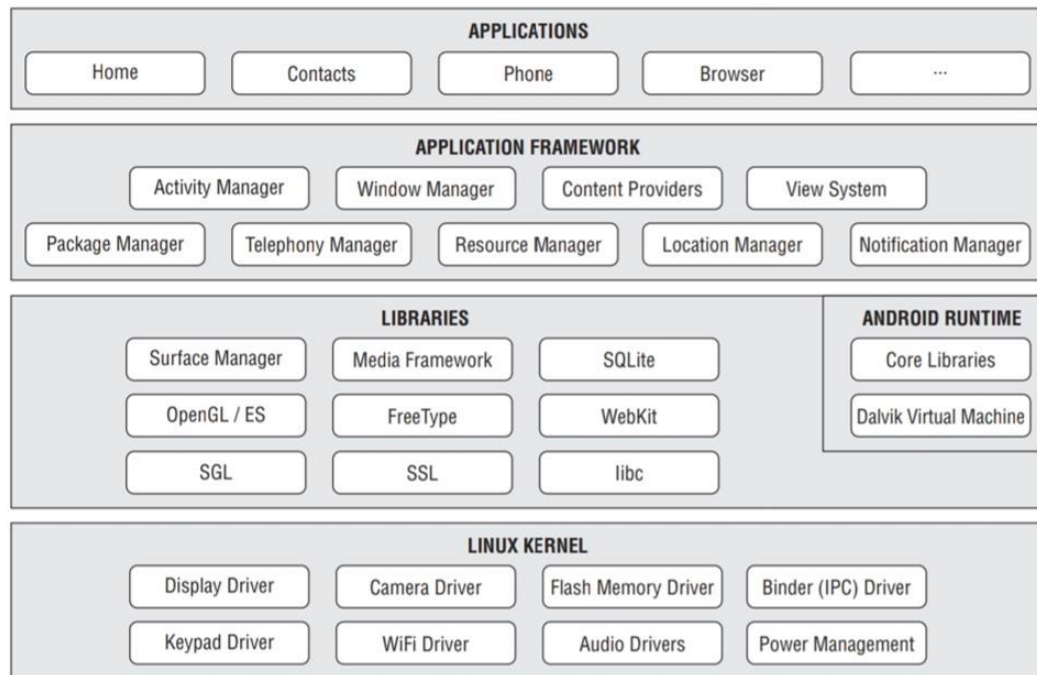 APPLICATIONS
Home Contacts Phone Browser ...
APPLICATION FRAMEWORK
Activity Manager Window Manager Content Providers View System
Package Manager Telephony Manager Resource Manager Location Manager Notification Manager
LIBRARIES ANDROID RUNTIME
Surface Manager Media Framework SQLite Core Libraries
OpenGL / ES FreeType WebKit Dalvik Virtual Machine
SGL SSL libc
LINUX KERNEL
Display Driver Camera Driver Flash Memory Driver Binder (IPC) Driver
Keypad Driver WiFi Driver Audio Drivers Power Management